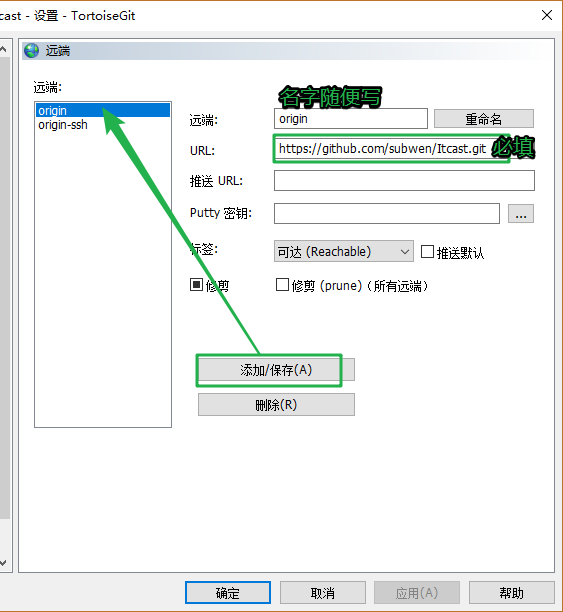 cast - 设置 - TortoiseGit
远端
远端:
origin
origin-ssh
名字随便写
远端:
origin
重命名
URL:
https://github.com/subwen/Itcast.git
必填
推送 URL:
Putty 密钥:
...
标签:
可达 (Reachable)
推送默认
修剪
修剪 (prune)（所有远端）
添加/保存(A)
删除(R)
确定
取消
应用(A)
帮助